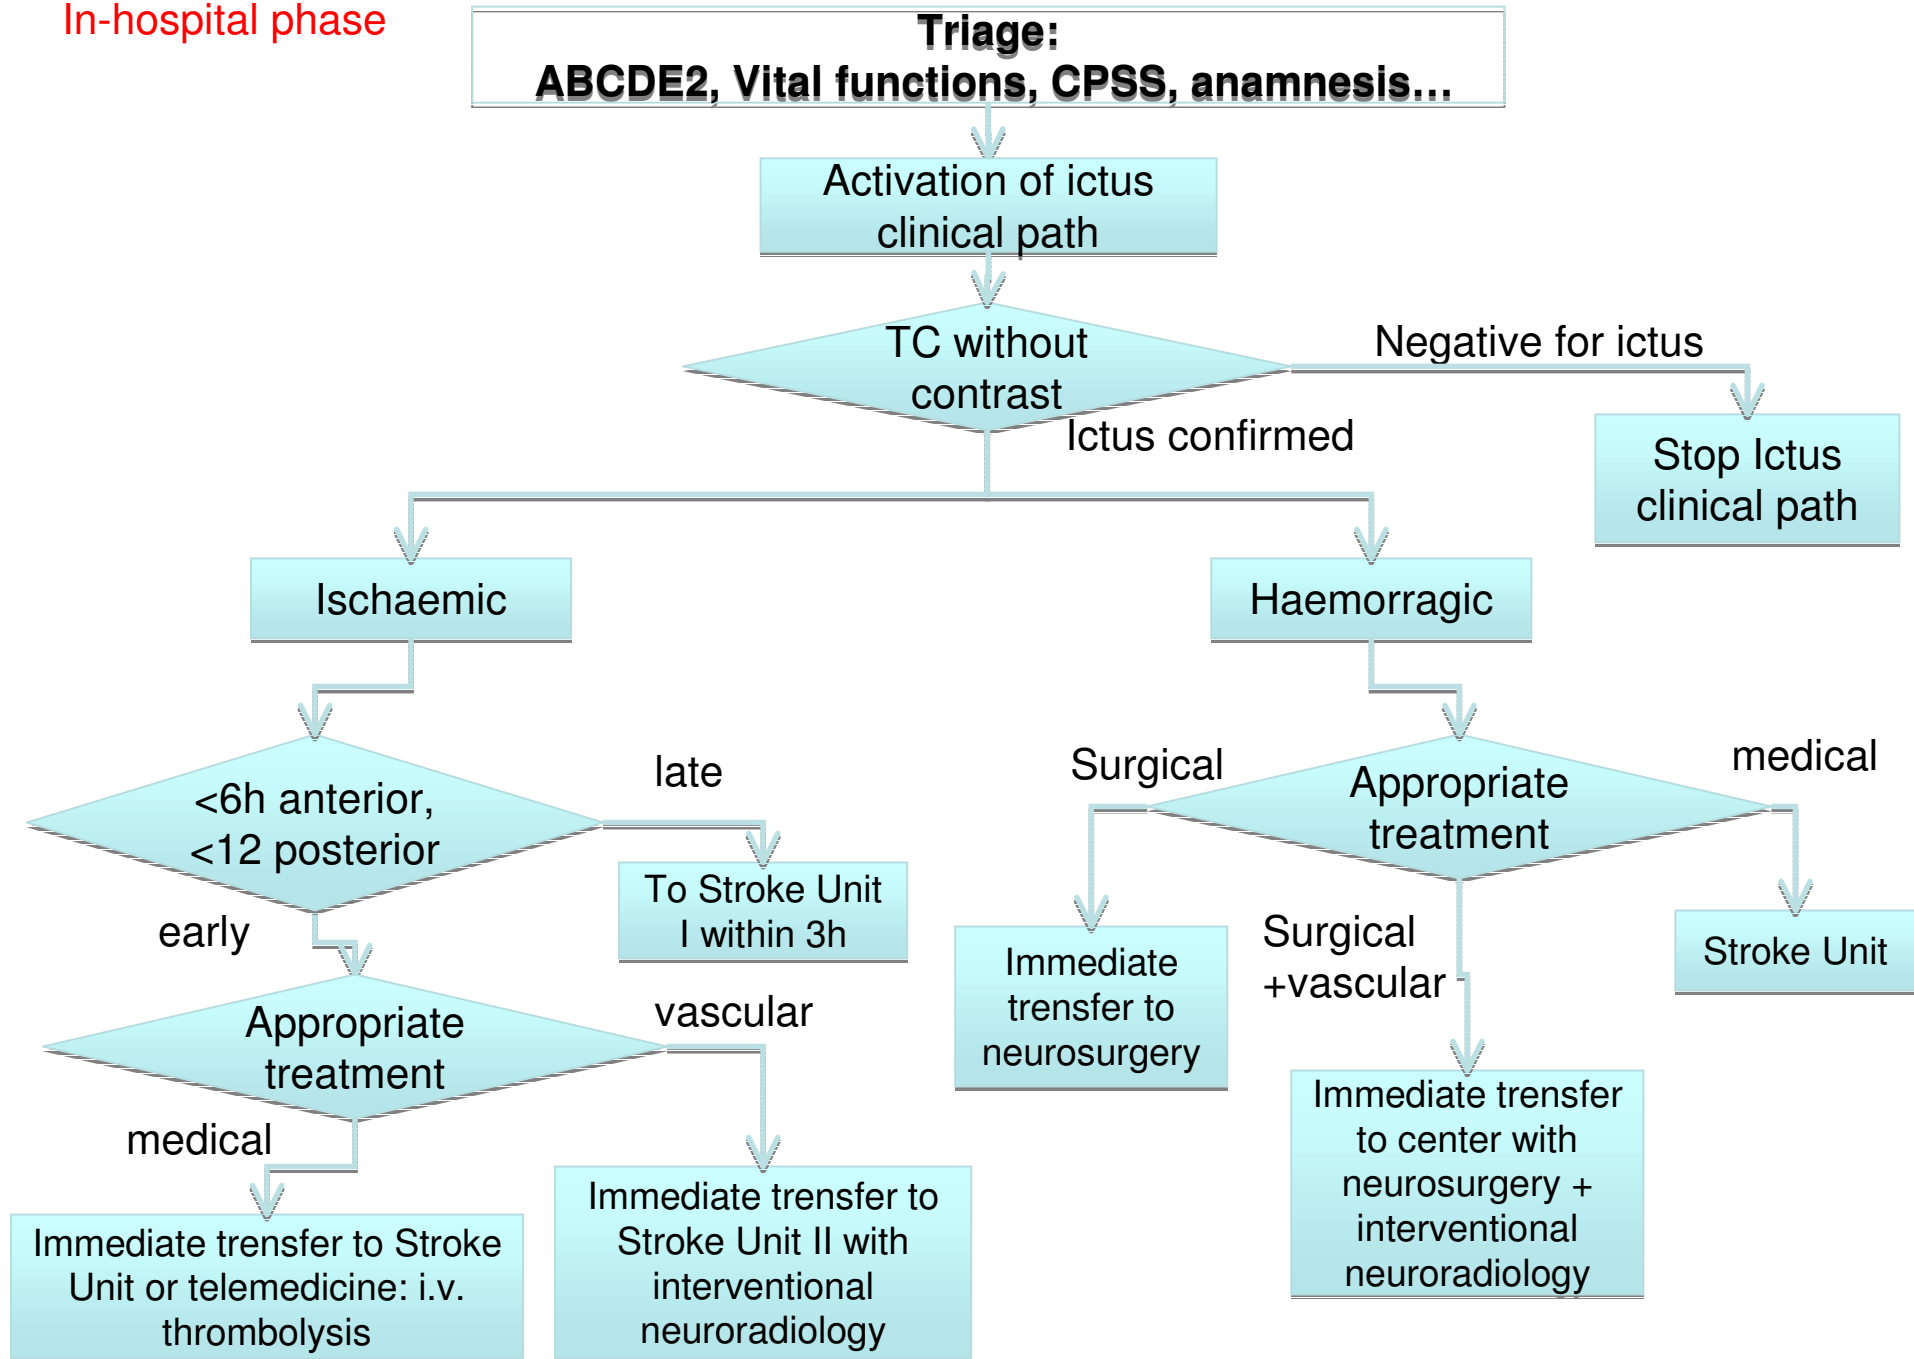 In-hospital phase
Triage:
ABCDE2, Vital functions, CPSS, anamnesis…
Activation of ictus
clinical path
TC without
contrast
Negative for ictus
Ictus confirmed
Stop Ictus
clinical path
Ischaemic
Haemorragic
<6h anterior,
<12 posterior
late
To Stroke Unit
I within 3h
early
Appropriate
treatment
vascular
medical
Immediate trensfer to Stroke
Unit or telemedicine: i.v.
thrombolysis
Immediate trensfer to
Stroke Unit II with
interventional
neuroradiology
Surgical
Appropriate
treatment
medical
Immediate
trensfer to
neurosurgery
Surgical
+vascular
Stroke Unit
Immediate trensfer
to center with
neurosurgery +
interventional
neuroradiology